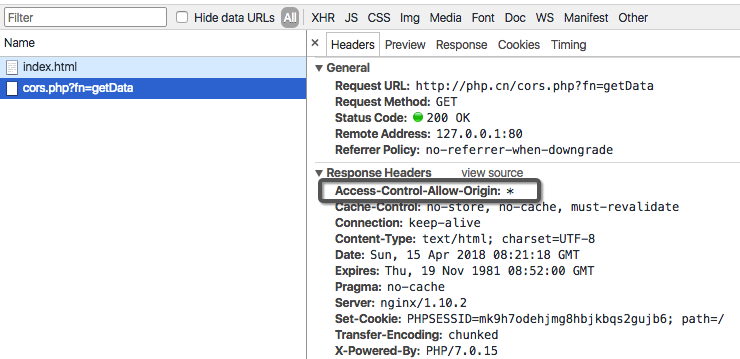 Filter Hide data URLs All XHR JS CSS Img Media Font Doc WS Manifest Other
Name × Headers Preview Response Cookies Timing
index.html
cors.php?fn=getData
▼ General
Request URL: http://php.cn/cors.php?fn=getData
Request Method: GET
Status Code: 200 OK
Remote Address: 127.0.0.1:80
Referrer Policy: no-referrer-when-downgrade
▼ Response Headers view source
Access-Control-Allow-Origin: *
Cache-Control: no-store, no-cache, must-revalidate
Connection: keep-alive
Content-Type: text/html; charset=UTF-8
Date: Sun, 15 Apr 2018 08:21:18 GMT
Expires: Thu, 19 Nov 1981 08:52:00 GMT
Pragma: no-cache
Server: nginx/1.10.2
Set-Cookie: PHPSESSID=mk9h7odehjmg8hbjkbqs2gujb6; path=/
Transfer-Encoding: chunked
X-Powered-By: PHP/7.0.15